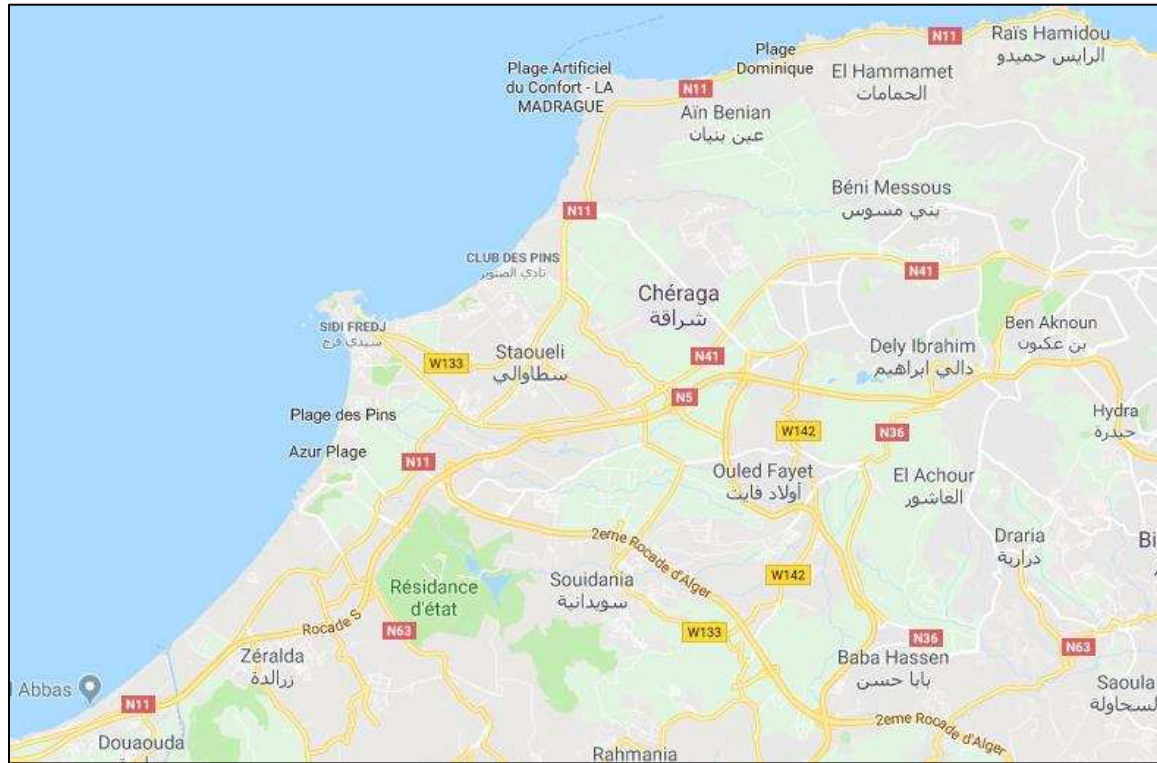 N11
Raïs Hamidou
الرايس حميدو
Plage
Dominique
Plage Artificiel
du Confort - LA
MADRAGUE
El Hammamet
الحمامات
N11
Aïn Benian
عين بنيان
Béni Messous
بني مسوس
N11
CLUB DES PINS
نادي الصنوبر
N41
Chéraga
شراقة
SIDI FREDJ
سيدي فرج
Ben Aknoun
بن عكنون
Staoueli
سطاوالي
W133
N41
Dely Ibrahim
دالي ابراهيم
N5
Plage des Pins
Hydra
حيدرة
W142
N36
Azur Plage
N11
Ouled Fayet
أولاد فايت
El Achour
العاشور
2eme Rocade d'Alger
Draria
درارية
Bi
Résidance
d'état
Souidania
سويدانية
W142
Rocade S
N63
W133
N36
N63
Zéralda
زرالدة
Baba Hassen
بابا حسن
Abbas
N11
Saoula
السحاولة
2eme Rocade d'Alger
Douaouda
Rahmania